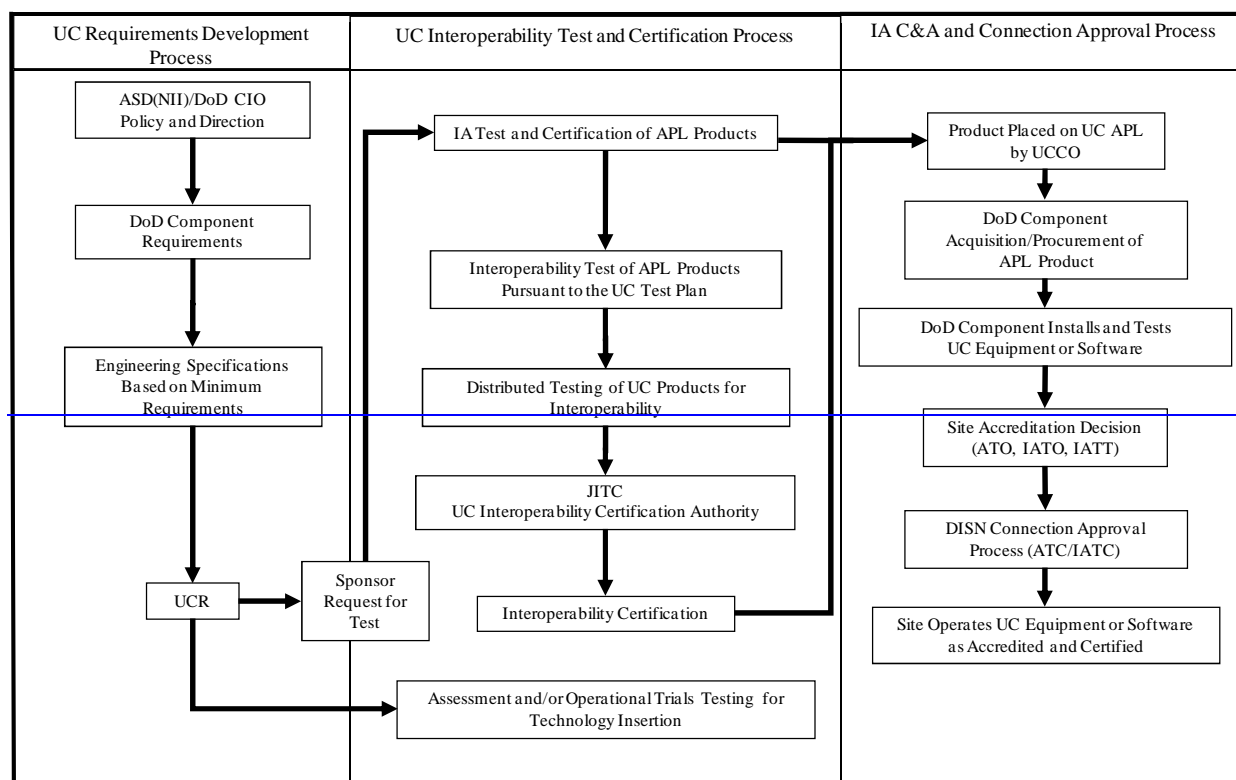 UC Requirements Development
Process
ASD(NII)/DoD CIO
Policy and Direction
DoD Component
Requirements
Engineering Specifications
Based on Minimum
Requirements
UCR
Sponsor
Request for
Test
UC Interoperability Test and Certification Process
IA Test and Certification of APL Products
Interoperability Test of APL Products
Pursuant to the UC Test Plan
Distributed Testing of UC Products for
Interoperability
JITC
UC Interoperability Certification Authority
Interoperability Certification
Assessment and/or Operational Trials Testing for
Technology Insertion
IA C&A and Connection Approval Process
Product Placed on UC APL
by UCCO
DoD Component
Acquisition/Procurement of
APL Product
DoD Component Installs and Tests
UC Equipment or Software
Site Accreditation Decision
(ATO, IATO, IATT)
DISN Connection Approval
Process (ATC/IATC)
Site Operates UC Equipment or Software
as Accredited and Certified